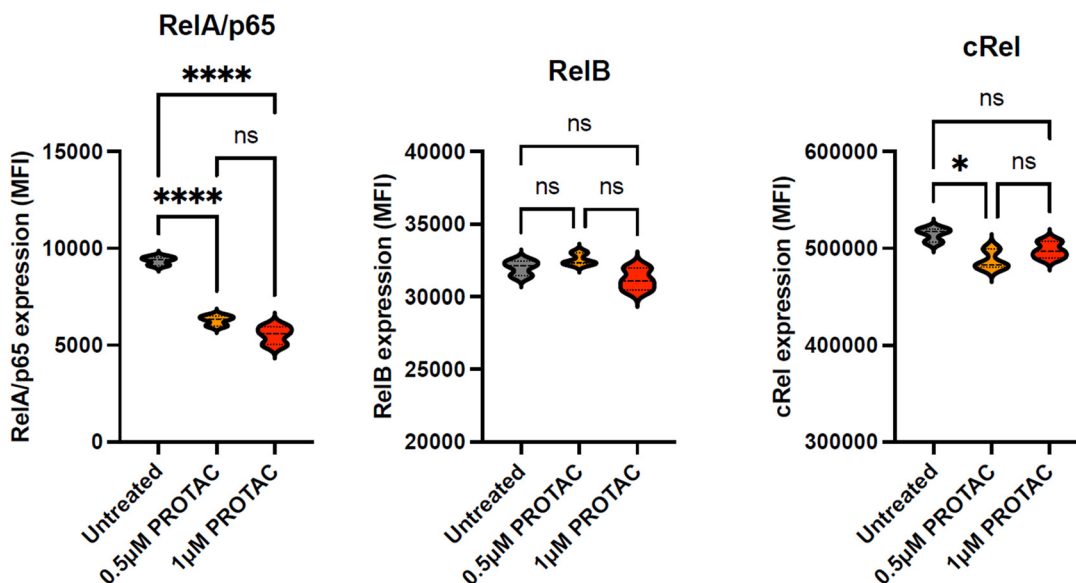 RelA/p65
****
ns
****
RelA/p65 expression (MFI)
15000
10000
5000
0
Untreated
0.5µM PROTAC
1µM PROTAC
RelB
ns
ns
ns
RelB expression (MFI)
40000
35000
30000
25000
20000
Untreated
0.5µM PROTAC
1µM PROTAC
cRel
ns
*
ns
cRel expression (MFI)
600000
500000
400000
300000
Untreated
0.5µM PROTAC
1µM PROTAC